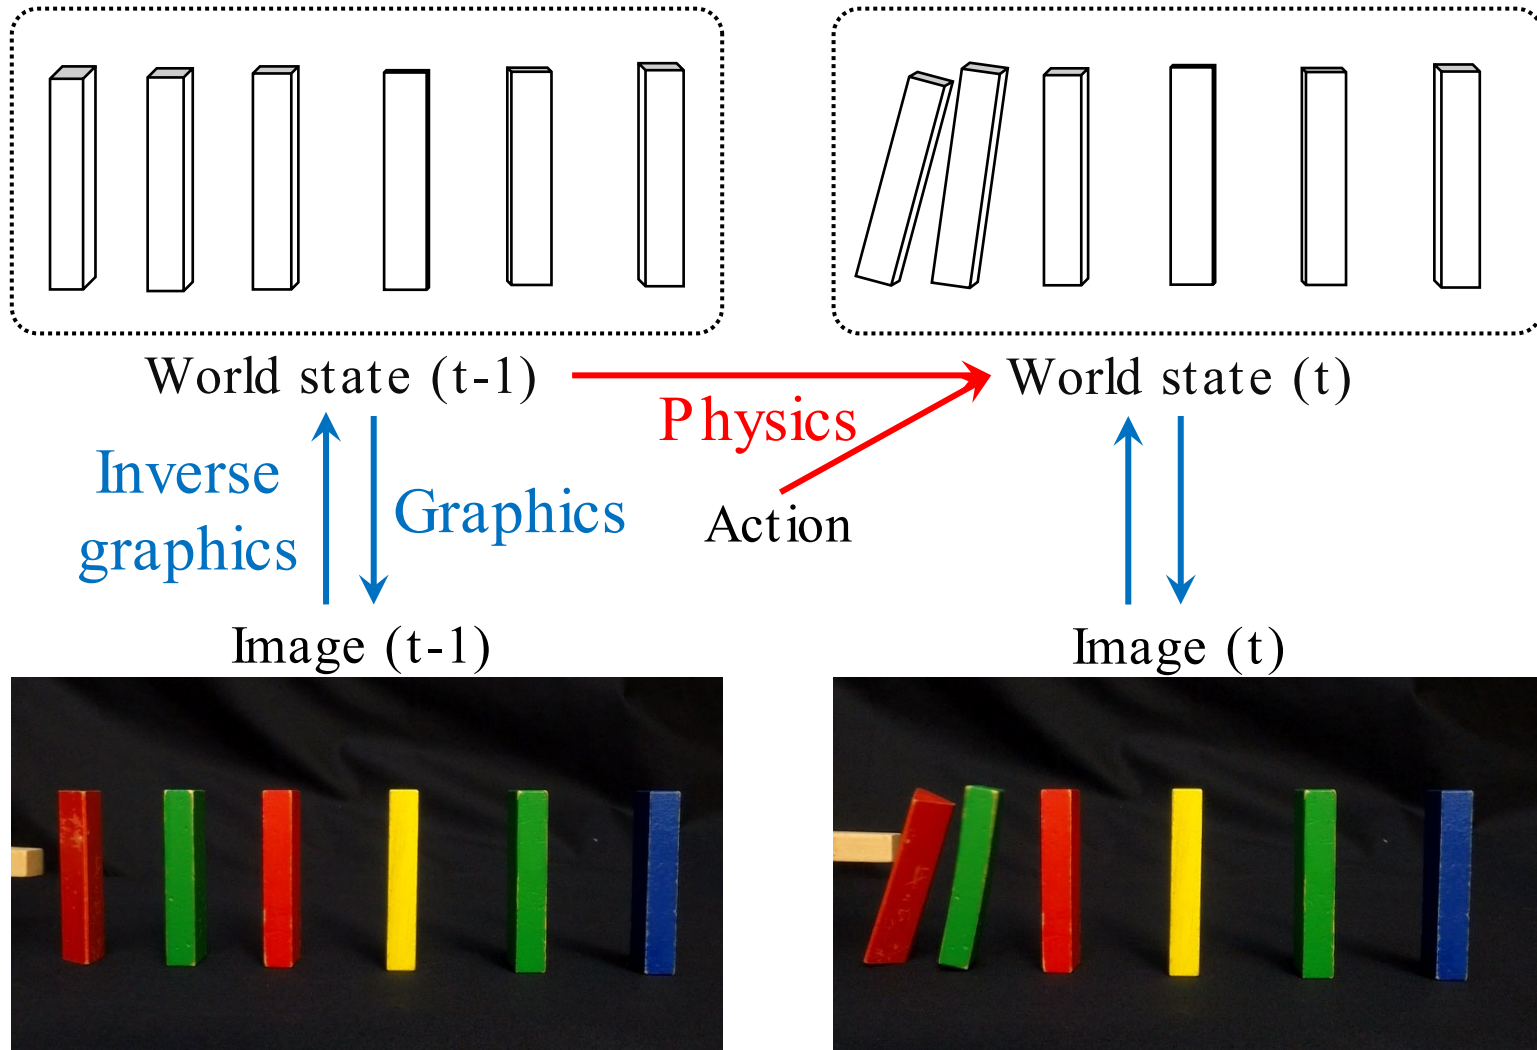 World state (t-1)
World state (t)
Physics
Inverse
graphics
Graphics
Action
Image (t-1)
Image (t)